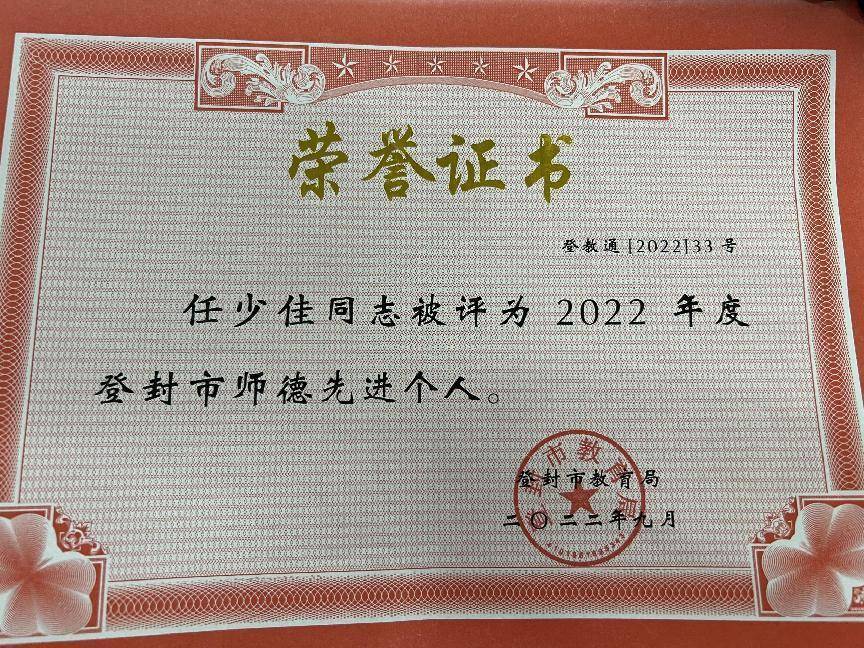 荣誉证书
登教通[2022]33号
任少佳同志被评为 2022 年度
登封市师德先进个人。
登封市教育局
二〇二二年九月